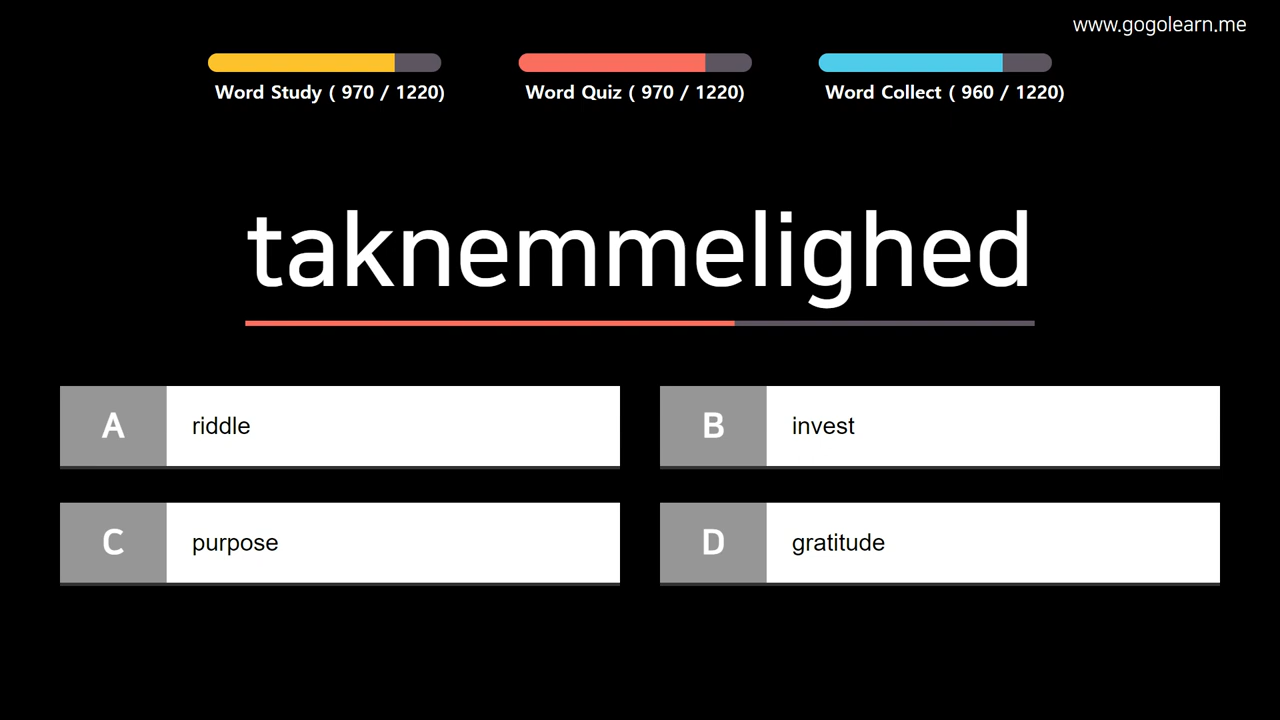 www.gogolearn.me
Word Study ( 970 / 1220)
Word Quiz ( 970 / 1220)
Word Collect ( 960 / 1220)
taknemmelighed
A riddle
B invest
C purpose
D gratitude